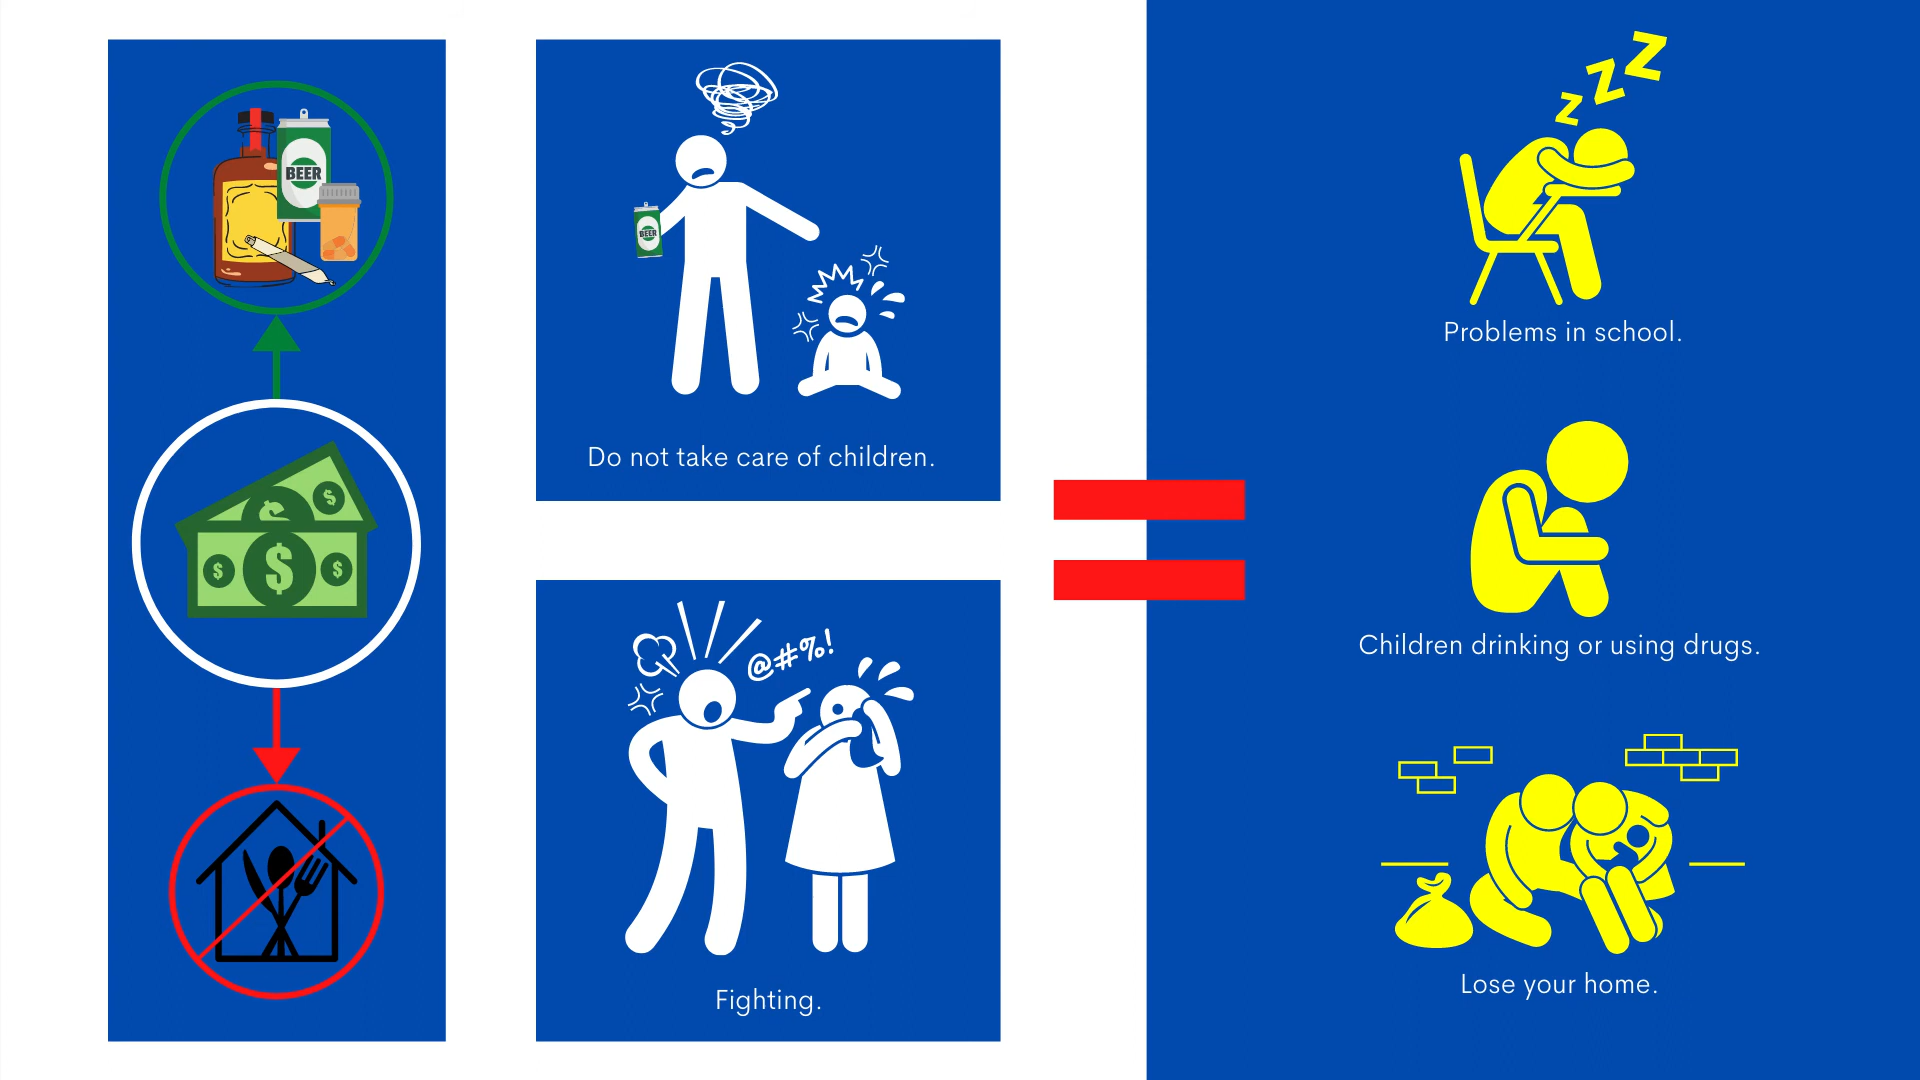 BEER
$
$
$
$
$
BEER
Do not take care of children.
@#%!
Fighting.
z z z
Problems in school.
Children drinking or using drugs.
Lose your home.